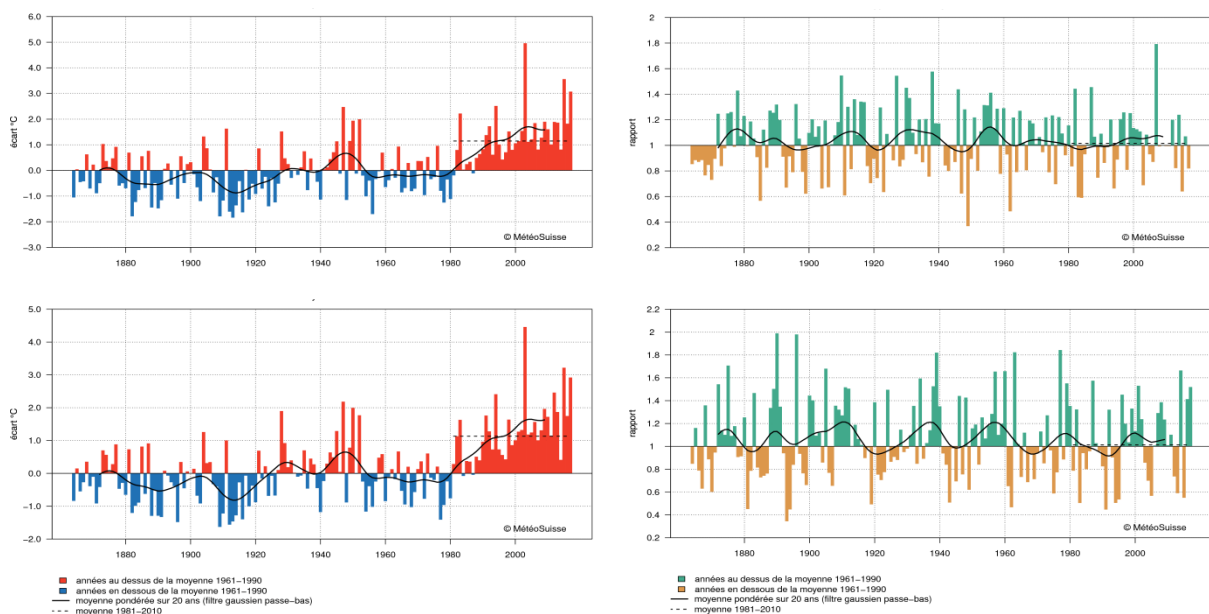 6.0
5.0
4.0
3.0
2.0
1.0
0.0
−1.0
−2.0
−3.0
écart °C
1880 1900 1920 1940 1960 1980 2000
© MétéoSuisse
2
1.8
1.6
1.4
1.2
1
0.8
0.6
0.4
0.2
rapport
1880 1900 1920 1940 1960 1980 2000
© MétéoSuisse
5.0
4.0
3.0
2.0
1.0
0.0
−1.0
−2.0
écart °C
1880 1900 1920 1940 1960 1980 2000
© MétéoSuisse
2.2
2
1.8
1.6
1.4
1.2
1
0.8
0.6
0.4
0.2
rapport
1880 1900 1920 1940 1960 1980 2000
© MétéoSuisse
années au dessus de la moyenne 1961−1990
années en dessous de la moyenne 1961−1990
moyenne pondérée sur 20 ans (filtre gaussien passe−bas)
moyenne 1981−2010
années au dessus de la moyenne 1961−1990
années en dessous de la moyenne 1961−1990
moyenne pondérée sur 20 ans (filtre gaussien passe−bas)
moyenne 1981−2010